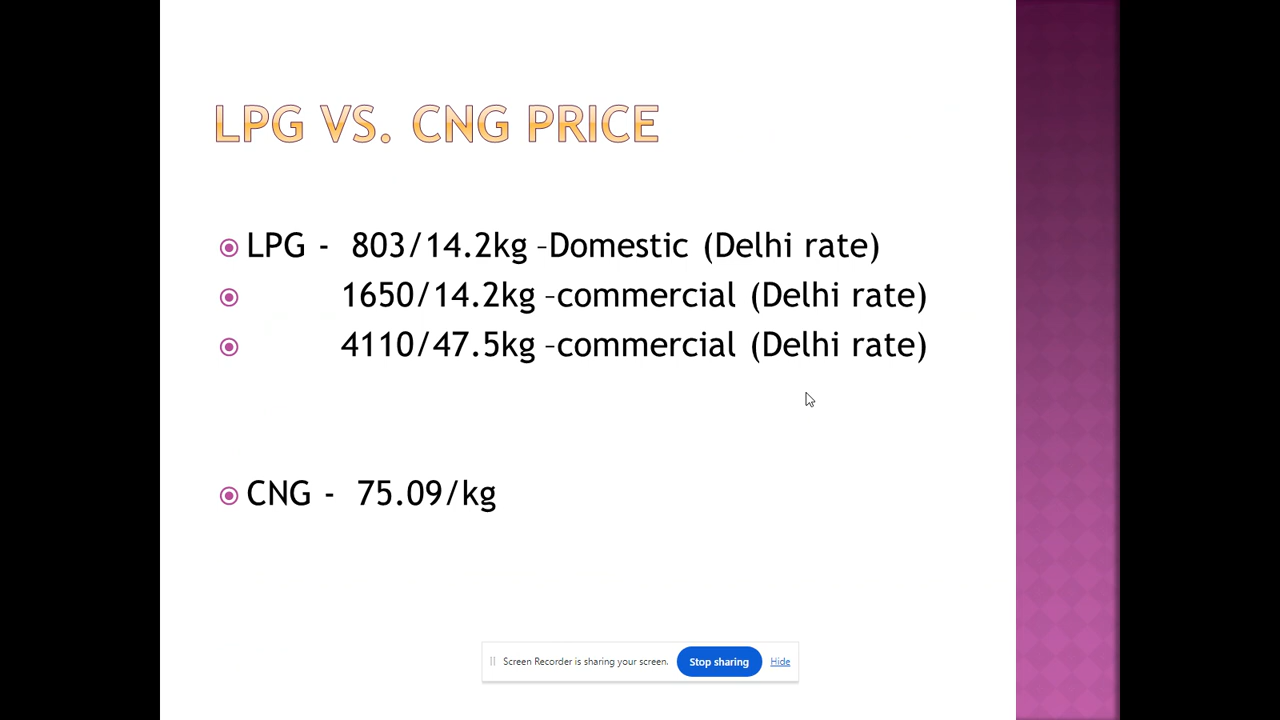 LPG VS. CNG PRICE
LPG - 803/14.2kg –Domestic (Delhi rate)
1650/14.2kg –commercial (Delhi rate)
4110/47.5kg –commercial (Delhi rate)
CNG - 75.09/kg
Screen Recorder is sharing your screen. Stop sharing Hide